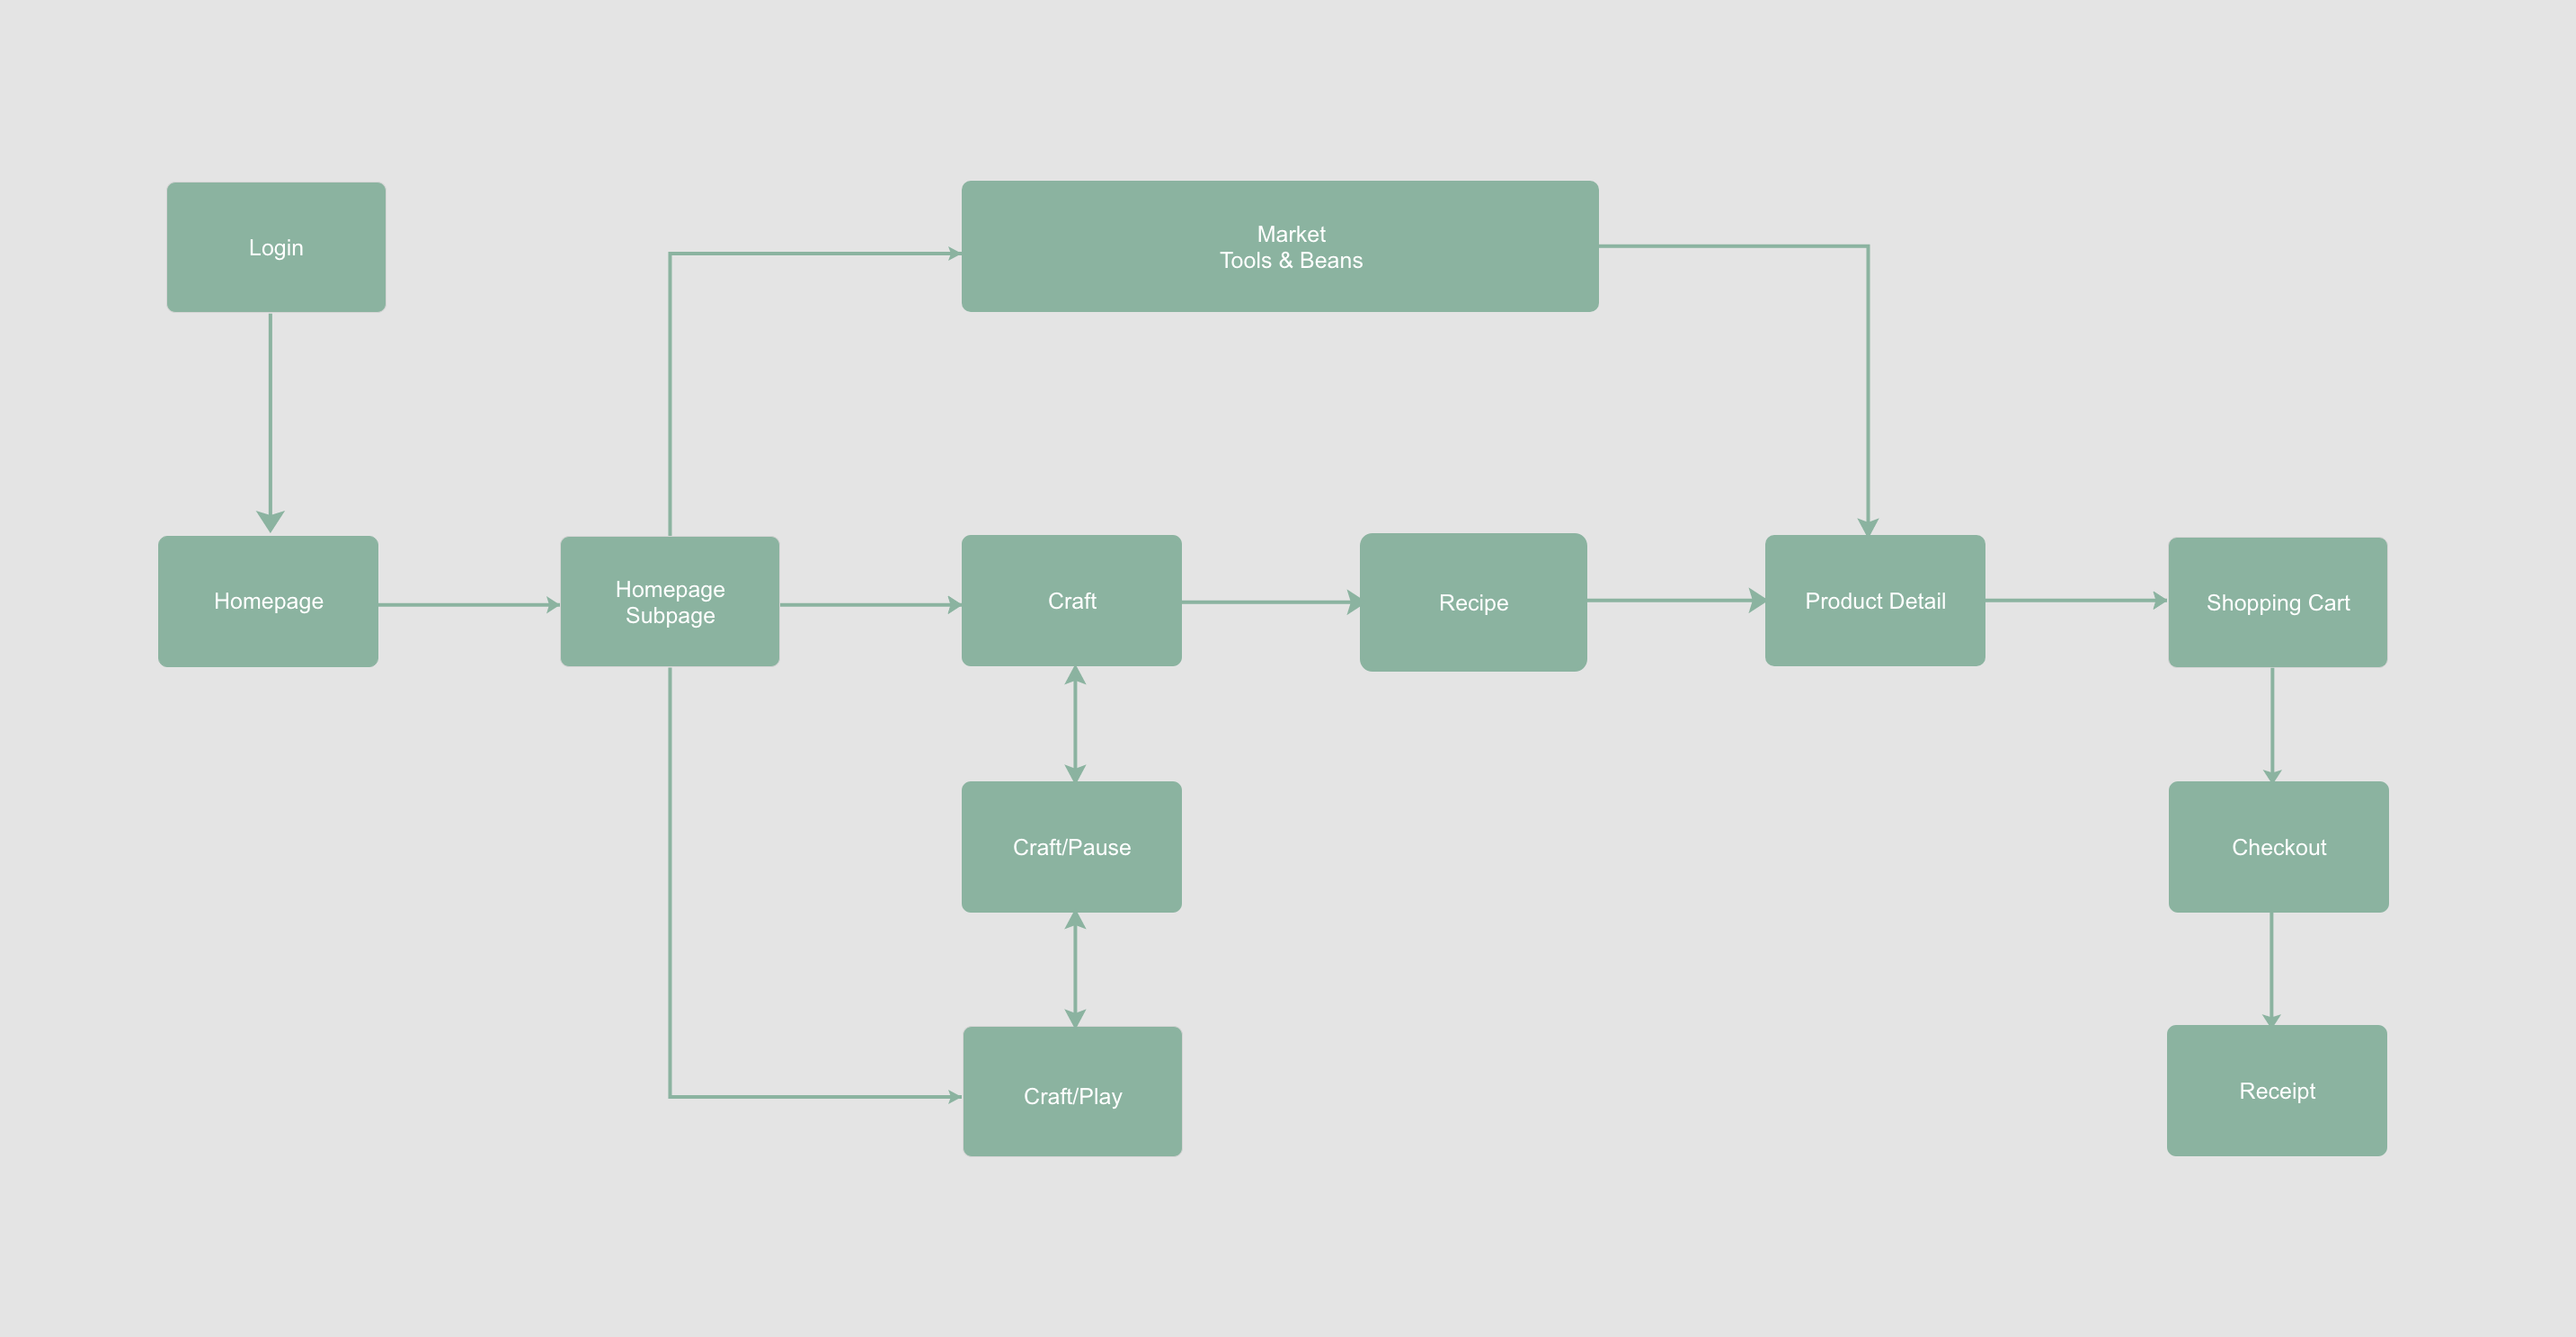 Login
Market
Tools & Beans
Homepage
Homepage
Subpage
Craft
Recipe
Product Detail
Shopping Cart
Craft/Pause
Checkout
Craft/Play
Receipt